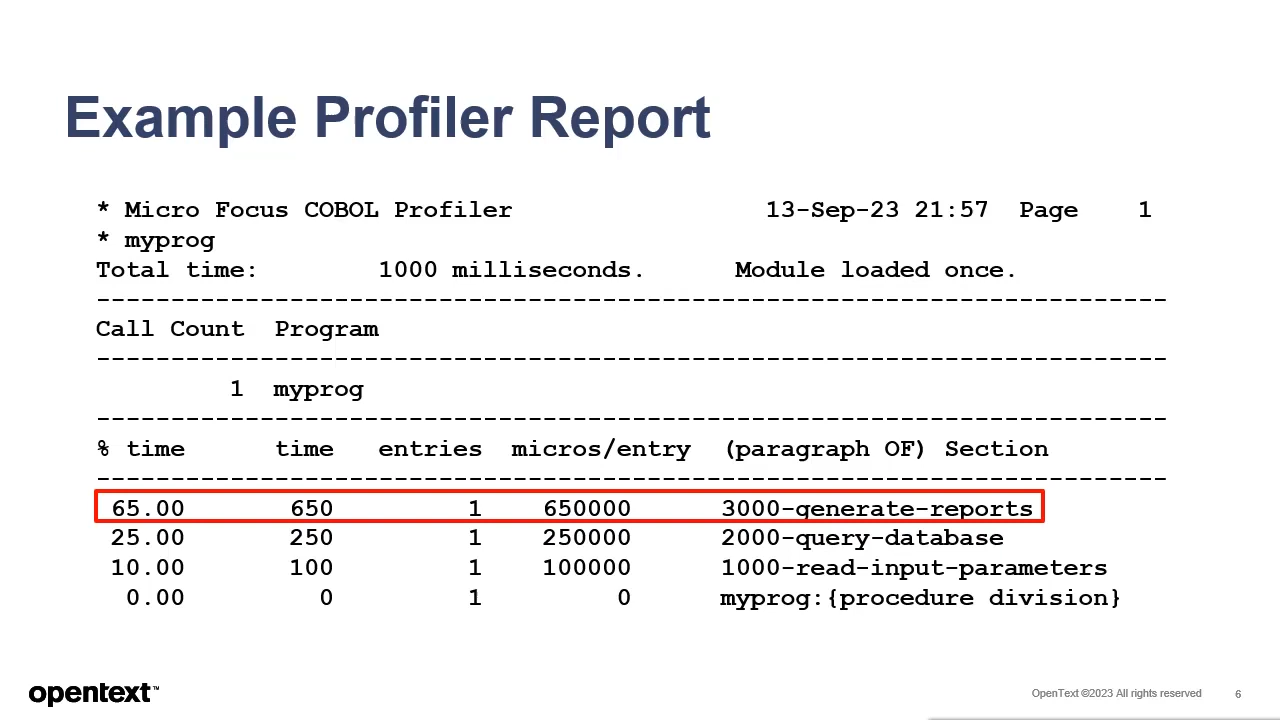 Example Profiler Report
* Micro Focus COBOL Profiler                 13-Sep-23 21:57  Page    1
* myprog
Total time:        1000 milliseconds.      Module loaded once.
------------------------------------------------------------------------
Call Count  Program
------------------------------------------------------------------------
         1  myprog
------------------------------------------------------------------------
% time      time   entries  micros/entry  (paragraph OF) Section
------------------------------------------------------------------------
 65.00       650         1      650000      3000-generate-reports
 25.00       250         1      250000      2000-query-database
 10.00       100         1      100000      1000-read-input-parameters
  0.00         0         1           0      myprog:{procedure division}
opentext™
OpenText ©2023 All rights reserved    6